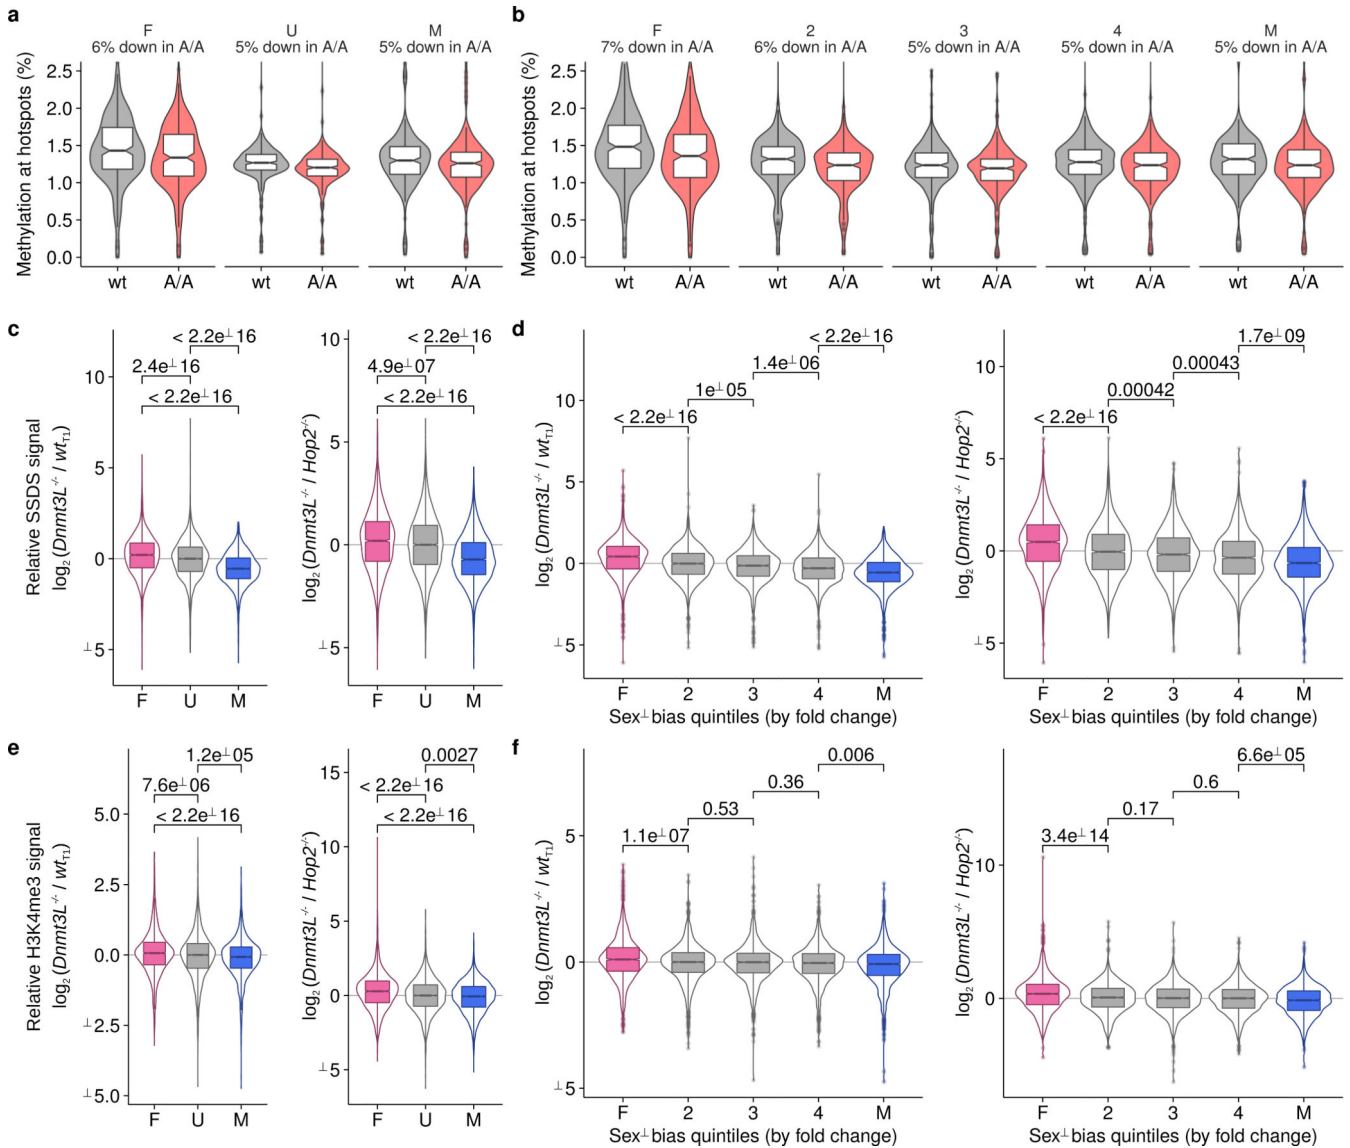 a
F
6% down in A/A
U
5% down in A/A
M
5% down in A/A
Methylation at hotspots (%)
2.5
2.0
1.5
1.0
0.5
0.0
wt
A/A
wt
A/A
wt
A/A
b
F
7% down in A/A
2
6% down in A/A
3
5% down in A/A
4
5% down in A/A
M
5% down in A/A
Methylation at hotspots (%)
2.5
2.0
1.5
1.0
0.5
0.0
wt
A/A
wt
A/A
wt
A/A
wt
A/A
wt
A/A
c
Relative SSDS signal
log₂ (Dnmt3L⁻/⁻ / wt_T1)
10
5
0
⊥5
< 2.2e⊥16
2.4e⊥16
< 2.2e⊥16
F
U
M
log₂ (Dnmt3L⁻/⁻ / Hop2⁻/⁻)
10
5
0
⊥5
< 2.2e⊥16
4.9e⊥07
< 2.2e⊥16
F
U
M
d
log₂ (Dnmt3L⁻/⁻ / wt_T1)
10
5
0
⊥5
< 2.2e⊥16
1.4e⊥06
1e⊥05
< 2.2e⊥16
F
2
3
4
M
Sex⊥bias quintiles (by fold change)
log₂ (Dnmt3L⁻/⁻ / Hop2⁻/⁻)
10
5
0
⊥5
1.7e⊥09
0.00043
0.00042
< 2.2e⊥16
F
2
3
4
M
Sex⊥bias quintiles (by fold change)
e
Relative H3K4me3 signal
log₂ (Dnmt3L⁻/⁻ / wt_T1)
5.0
2.5
0.0
⊥2.5
⊥5.0
1.2e⊥05
7.6e⊥06
< 2.2e⊥16
F
U
M
log₂ (Dnmt3L⁻/⁻ / Hop2⁻/⁻)
15
10
5
0
⊥5
0.0027
< 2.2e⊥16
< 2.2e⊥16
F
U
M
f
log₂ (Dnmt3L⁻/⁻ / wt_T1)
5
0
⊥5
0.006
0.36
0.53
1.1e⊥07
F
2
3
4
M
Sex⊥bias quintiles (by fold change)
log₂ (Dnmt3L⁻/⁻ / Hop2⁻/⁻)
10
0
6.6e⊥05
0.6
0.17
3.4e⊥14
F
2
3
4
M
Sex⊥bias quintiles (by fold change)